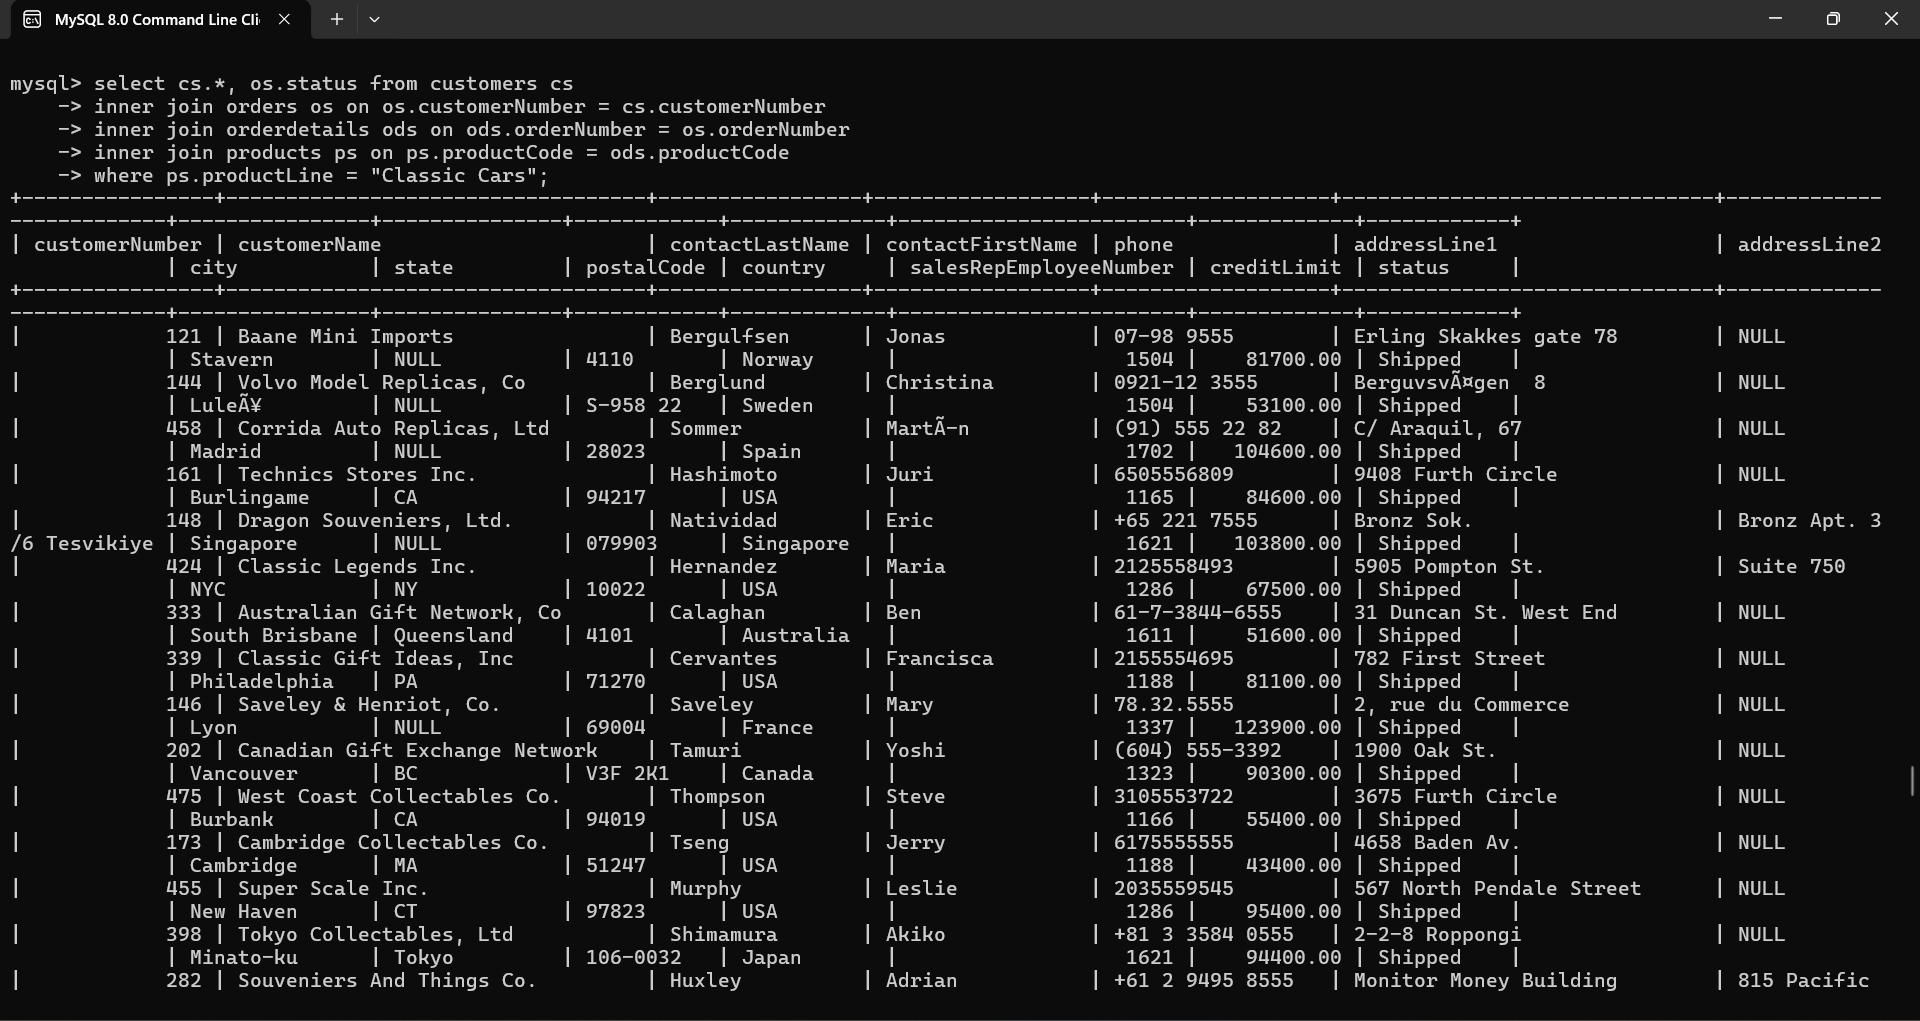 MySQL 8.0 Command Line Cli
mysql> select cs.*, os.status from customers cs
    -> inner join orders os on os.customerNumber = cs.customerNumber
    -> inner join orderdetails ods on ods.orderNumber = os.orderNumber
    -> inner join products ps on ps.productCode = ods.productCode
    -> where ps.productLine = "Classic Cars";
| customerNumber | customerName | contactLastName | contactFirstName | phone | addressLine1 | addressLine2
| city | state | postalCode | country | salesRepEmployeeNumber | creditLimit | status |
| 121 | Baane Mini Imports | Bergulfsen | Jonas | 07-98 9555 | Erling Skakkes gate 78 | NULL
| Stavern | NULL | 4110 | Norway | 1504 | 81700.00 | Shipped |
| 144 | Volvo Model Replicas, Co | Berglund | Christina | 0921-12 3555 | BerguvsvÃ¤gen  8 | NULL
| LuleÃ¥ | NULL | S-958 22 | Sweden | 1504 | 53100.00 | Shipped |
| 458 | Corrida Auto Replicas, Ltd | Sommer | MartÃ-n | (91) 555 22 82 | C/ Araquil, 67 | NULL
| Madrid | NULL | 28023 | Spain | 1702 | 104600.00 | Shipped |
| 161 | Technics Stores Inc. | Hashimoto | Juri | 6505556809 | 9408 Furth Circle | NULL
| Burlingame | CA | 94217 | USA | 1165 | 84600.00 | Shipped |
| 148 | Dragon Souveniers, Ltd. | Natividad | Eric | +65 221 7555 | Bronz Sok. | Bronz Apt. 3
/6 Tesvikiye | Singapore | NULL | 079903 | Singapore | 1621 | 103800.00 | Shipped |
| 424 | Classic Legends Inc. | Hernandez | Maria | 2125558493 | 5905 Pompton St. | Suite 750
| NYC | NY | 10022 | USA | 1286 | 67500.00 | Shipped |
| 333 | Australian Gift Network, Co | Calaghan | Ben | 61-7-3844-6555 | 31 Duncan St. West End | NULL
| South Brisbane | Queensland | 4101 | Australia | 1611 | 51600.00 | Shipped |
| 339 | Classic Gift Ideas, Inc | Cervantes | Francisca | 2155554695 | 782 First Street | NULL
| Philadelphia | PA | 71270 | USA | 1188 | 81100.00 | Shipped |
| 146 | Saveley & Henriot, Co. | Saveley | Mary | 78.32.5555 | 2, rue du Commerce | NULL
| Lyon | NULL | 69004 | France | 1337 | 123900.00 | Shipped |
| 202 | Canadian Gift Exchange Network | Tamuri | Yoshi | (604) 555-3392 | 1900 Oak St. | NULL
| Vancouver | BC | V3F 2K1 | Canada | 1323 | 90300.00 | Shipped |
| 475 | West Coast Collectables Co. | Thompson | Steve | 3105553722 | 3675 Furth Circle | NULL
| Burbank | CA | 94019 | USA | 1166 | 55400.00 | Shipped |
| 173 | Cambridge Collectables Co. | Tseng | Jerry | 6175555555 | 4658 Baden Av. | NULL
| Cambridge | MA | 51247 | USA | 1188 | 43400.00 | Shipped |
| 455 | Super Scale Inc. | Murphy | Leslie | 2035559545 | 567 North Pendale Street | NULL
| New Haven | CT | 97823 | USA | 1286 | 95400.00 | Shipped |
| 398 | Tokyo Collectables, Ltd | Shimamura | Akiko | +81 3 3584 0555 | 2-2-8 Roppongi | NULL
| Minato-ku | Tokyo | 106-0032 | Japan | 1621 | 94400.00 | Shipped |
| 282 | Souveniers And Things Co. | Huxley | Adrian | +61 2 9495 8555 | Monitor Money Building | 815 Pacific